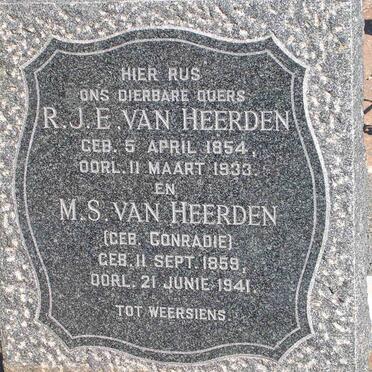 HIER RUS
ONS DIERBARE OUERS
R.J.E. VAN HEERDEN
GEB. 5 APRIL 1854,
OORL. 11 MAART 1933.
EN
M.S. VAN HEERDEN
(GEB. CONRADIE)
GEB. 11 SEPT. 1859,
OORL. 21 JUNIE 1941.
TOT WEERSIENS.